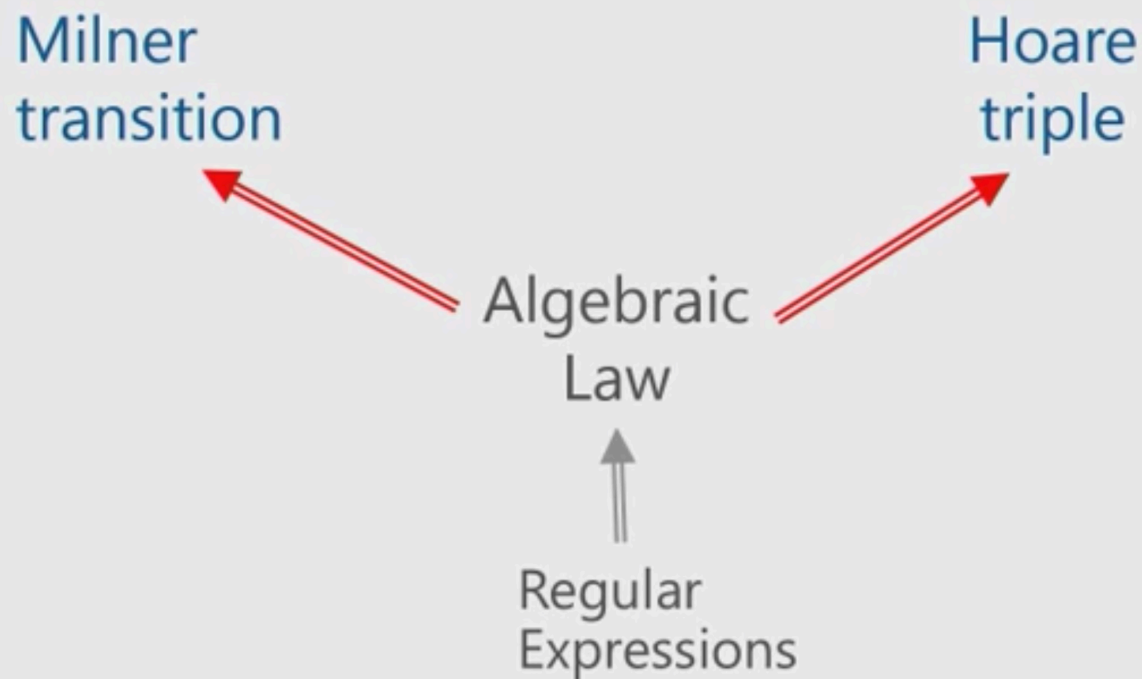 Milner
transition
Hoare
triple
Algebraic
Law
Regular
Expressions